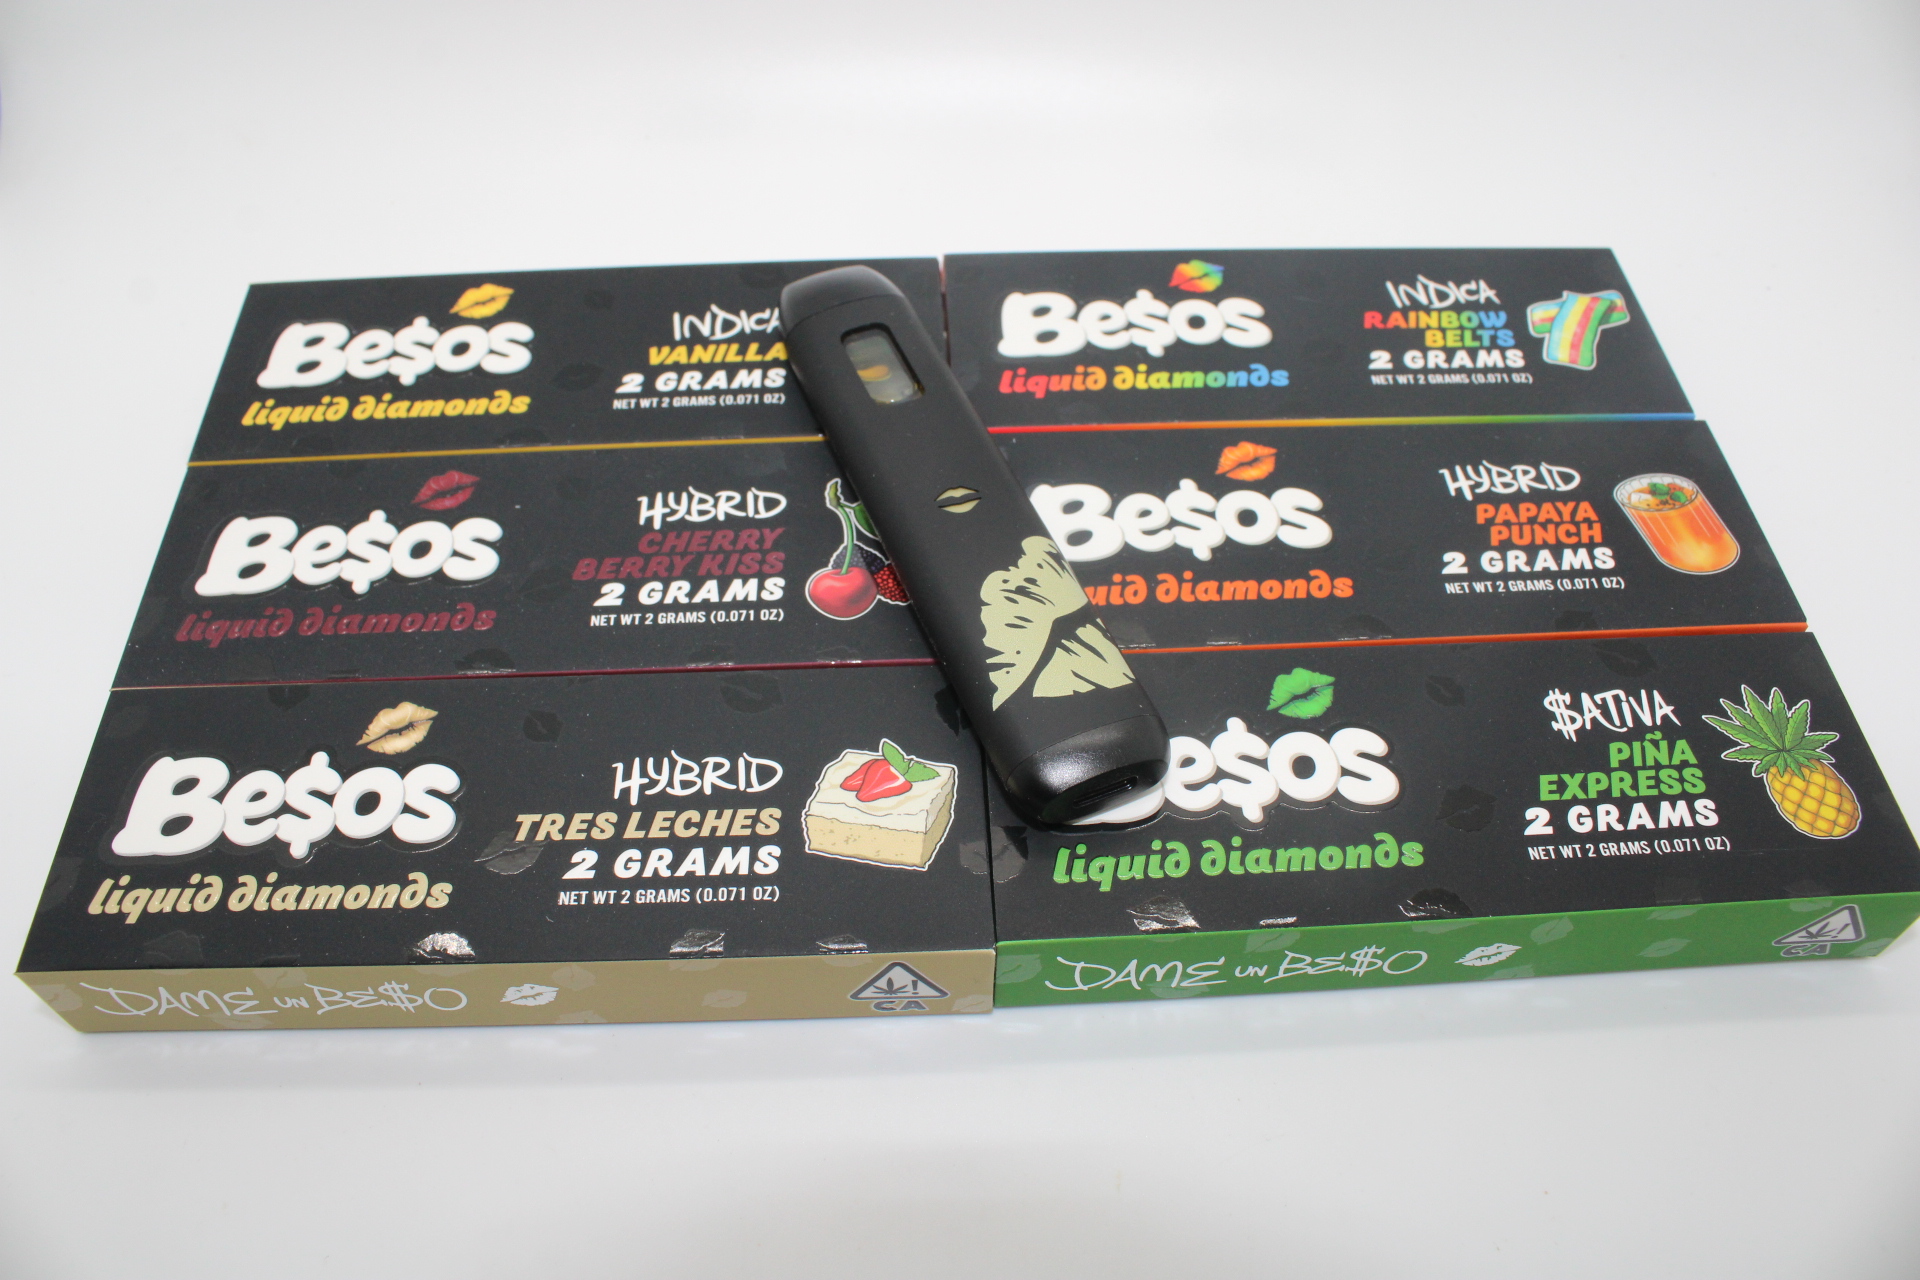 Be$os
liquid diamonds
INDICA
VANILLA
2 GRAMS
NET WT 2 GRAMS (0.071 OZ)
Be$os
liquid diamonds
INDICA
RAINBOW
BELTS
2 GRAMS
NET WT 2 GRAMS (0.071 OZ)
Be$os
liquid diamonds
HYBRID
CHERRY
BERRY KISS
2 GRAMS
NET WT 2 GRAMS (0.071 OZ)
Be$os
uid diamonds
HYBRID
PAPAYA
PUNCH
2 GRAMS
NET WT 2 GRAMS (0.071 OZ)
Be$os
liquid diamonds
HYBRID
TRES LECHES
2 GRAMS
NET WT 2 GRAMS (0.071 OZ)
DAME UN BE$O
!
CA
e$os
liquid diamonds
$ATIVA
PIÑA
EXPRESS
2 GRAMS
NET WT 2 GRAMS (0.071 OZ)
DAME UN BE$O
!
CA